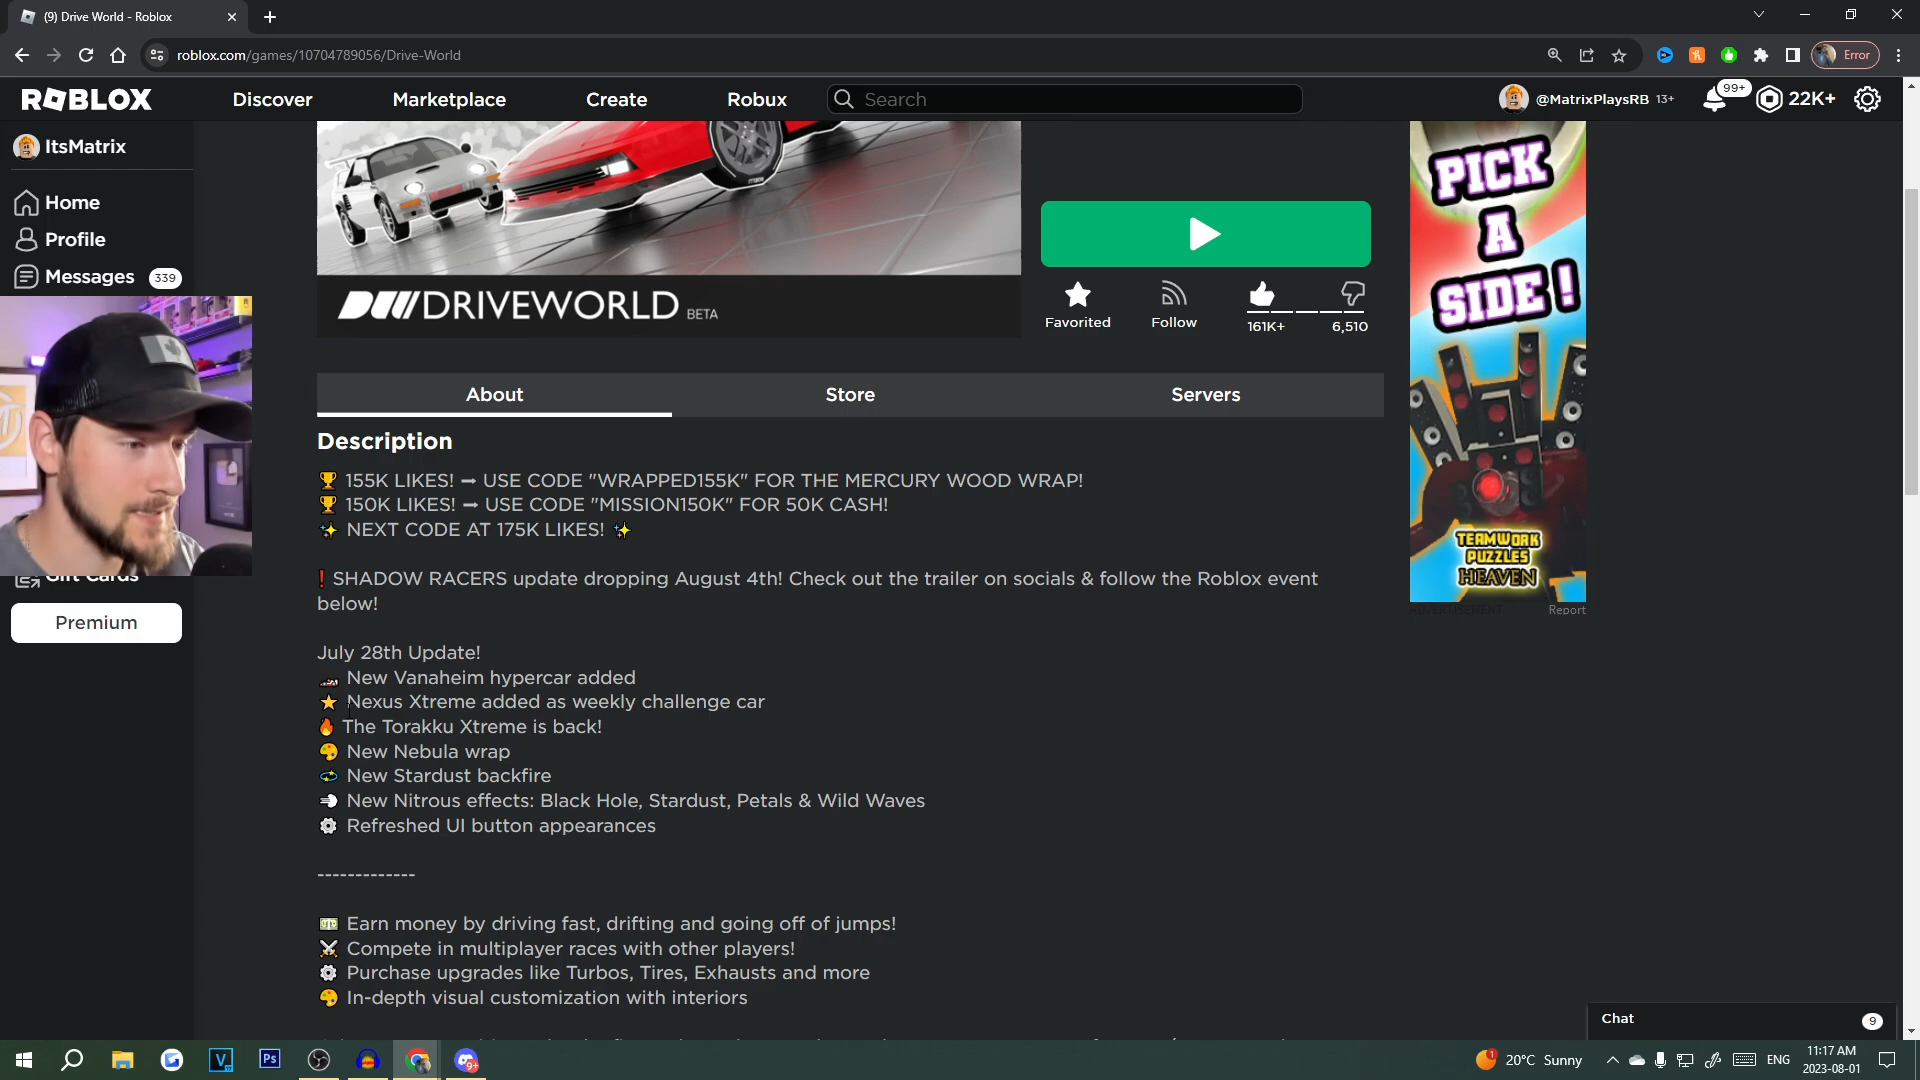 (9) Drive World - Roblox
roblox.com/games/10704789056/Drive-World
Error
ROBLOX
Discover
Marketplace
Create
Robux
Search
@MatrixPlaysRB 13+
99+
22K+
ItsMatrix
Home
Profile
Messages 339
Gift Cards
Premium
DRIVEWORLD BETA
Favorited
Follow
161K+
6,510
About
Store
Servers
Description
🏆 155K LIKES! ➡ USE CODE "WRAPPED155K" FOR THE MERCURY WOOD WRAP!
🏆 150K LIKES! ➡ USE CODE "MISSION150K" FOR 50K CASH!
✨ NEXT CODE AT 175K LIKES! ✨
❗ SHADOW RACERS update dropping August 4th! Check out the trailer on socials & follow the Roblox event
below!
July 28th Update!
🏎 New Vanaheim hypercar added
⭐ Nexus Xtreme added as weekly challenge car
🔥 The Torakku Xtreme is back!
🎨 New Nebula wrap
💫 New Stardust backfire
💨 New Nitrous effects: Black Hole, Stardust, Petals & Wild Waves
⚙ Refreshed UI button appearances
-------------
💵 Earn money by driving fast, drifting and going off of jumps!
⚔ Compete in multiplayer races with other players!
⚙ Purchase upgrades like Turbos, Tires, Exhausts and more
🎨 In-depth visual customization with interiors
PICK
A
SIDE!
TEAMWORK
PUZZLES
HEAVEN
ADVERTISEMENT
Report
Chat
9
V
Ps
9+
1
20°C Sunny
ENG
11:17 AM
2023-08-01